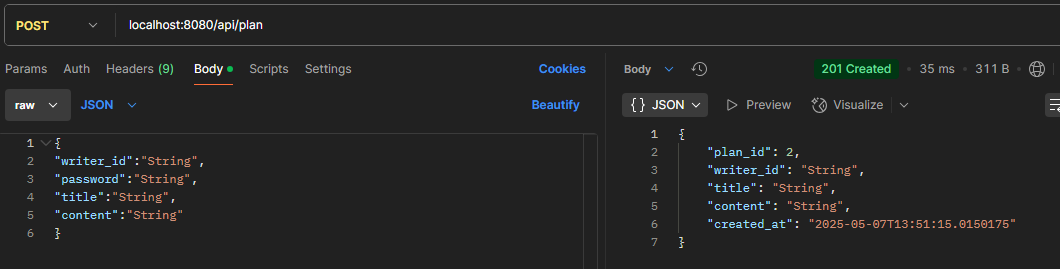 POST localhost:8080/api/plan
Params Auth Headers (9) Body Scripts Settings Cookies
raw JSON Beautify
1 {
2 "writer_id":"String",
3 "password":"String",
4 "title":"String",
5 "content":"String"
6 }
Body 201 Created • 35 ms • 311 B
{} JSON Preview Visualize
1 {
2 "plan_id": 2,
3 "writer_id": "String",
4 "title": "String",
5 "content": "String",
6 "created_at": "2025-05-07T13:51:15.0150175"
7 }